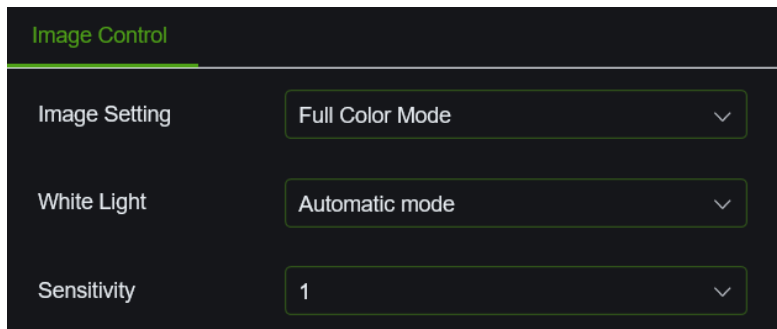 Image Control
Image Setting Full Color Mode
White Light Automatic mode
Sensitivity 1